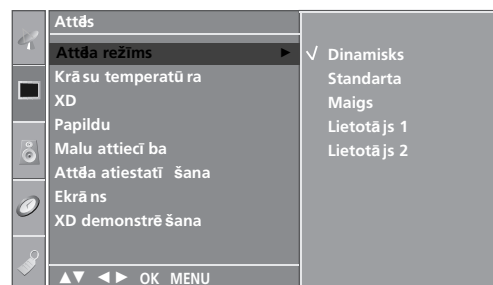 Attēls
Attēla režīms ►
Krāsu temperatūra
XD
Papildu
Malu attiecība
Attēla atiestatīšana
Ekrāns
XD demonstrēšana
▲▼ ◄► OK MENU
√ Dinamisks
Standarta
Maigs
Lietotājs 1
Lietotājs 2